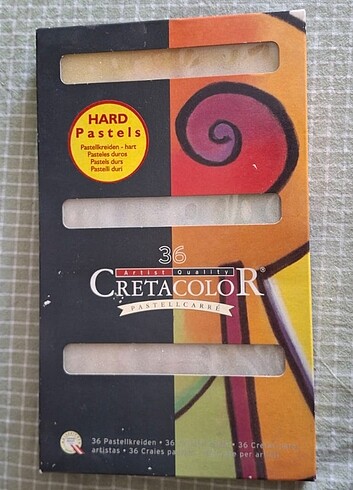 HARD
Pastels
Pastellkreiden - hart
Pasteles duros
Pastels durs
Pastelli duri
36
Artist Quality
CRETACOLOR®
PASTELLCARRÉ
36 Pastellkreiden • 36
artistas • 36 Craies